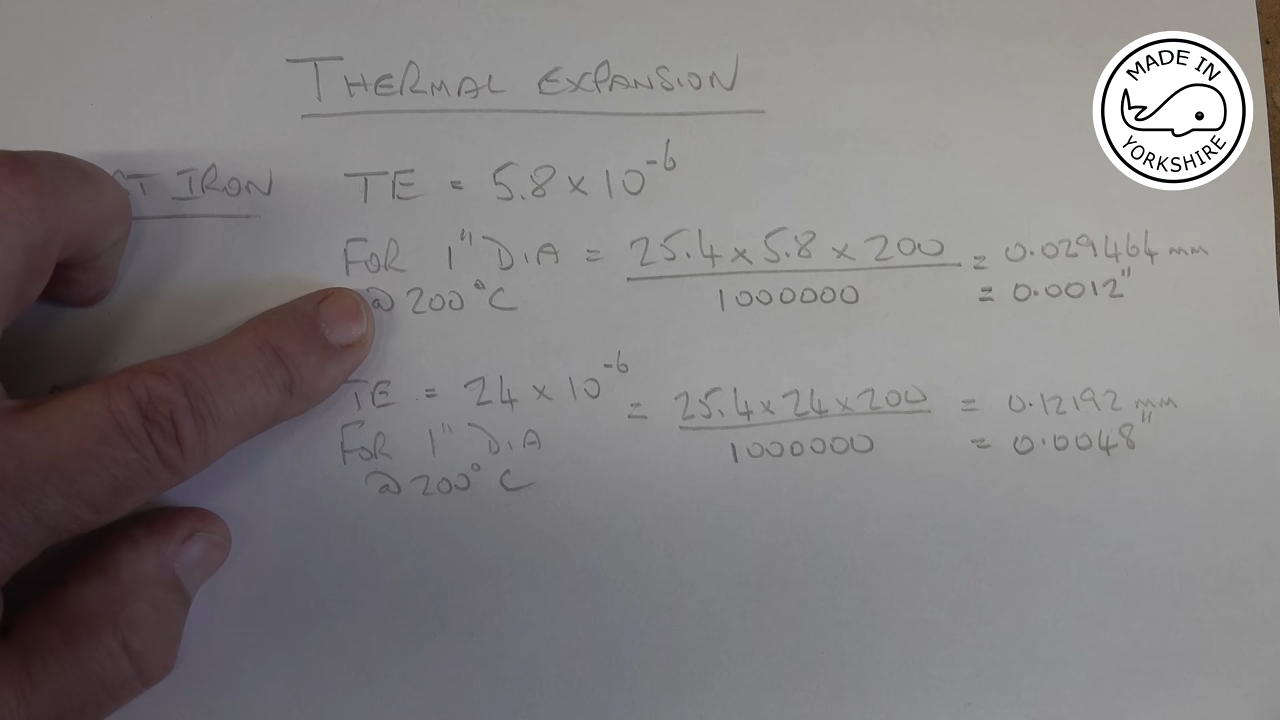 THERMAL EXPANSION
T IRON TE = 5.8 x 10⁻⁶
FOR 1" DIA = 25.4 x 5.8 x 200 = 0.029464 mm
@ 200°C 1000000 = 0.0012"
TE = 24 x 10⁻⁶ = 25.4 x 24 x 200 = 0.12192 mm
FOR 1" DIA 1000000 = 0.0048"
@ 200°C
MADE IN
YORKSHIRE